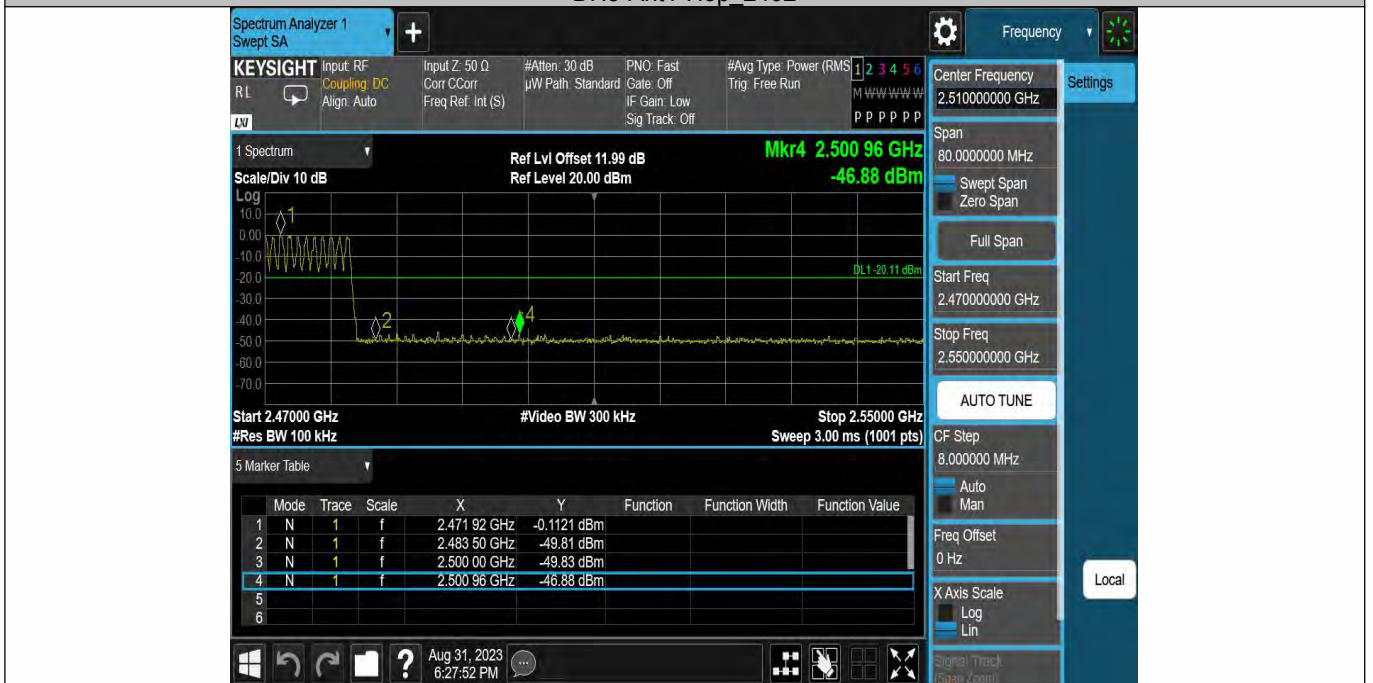 Spectrum Analyzer 1
Swept SA
+
Frequency
KEYSIGHT
RL
LXI
Input: RF
Coupling: DC
Align: Auto
Input Z: 50 Ω
Corr CCorr
Freq Ref: Int (S)
#Atten: 30 dB
µW Path: Standard
PNO: Fast
Gate: Off
IF Gain: Low
Sig Track: Off
#Avg Type: Power (RMS
Trig: Free Run
1 2 3 4 5 6
M W W W W W
P P P P P P
Center Frequency
2.510000000 GHz
Settings
Span
80.0000000 MHz
Swept Span
Zero Span
Full Span
Start Freq
2.470000000 GHz
Stop Freq
2.550000000 GHz
AUTO TUNE
CF Step
8.000000 MHz
Auto
Man
Freq Offset
0 Hz
X Axis Scale
Log
Lin
Signal Track
(Span Zoom)
Local
1 Spectrum
Scale/Div 10 dB
Ref Lvl Offset 11.99 dB
Ref Level 20.00 dBm
Mkr4 2.500 96 GHz
-46.88 dBm
Log
10.0
0.00
-10.0
-20.0
-30.0
-40.0
-50.0
-60.0
-70.0
1
2
4
DL1 -20.11 dBm
Start 2.47000 GHz
#Res BW 100 kHz
#Video BW 300 kHz
Stop 2.55000 GHz
Sweep 3.00 ms (1001 pts)
5 Marker Table
Mode Trace Scale X Y Function Function Width Function Value
1 N 1 f 2.471 92 GHz -0.1121 dBm
2 N 1 f 2.483 50 GHz -49.81 dBm
3 N 1 f 2.500 00 GHz -49.83 dBm
4 N 1 f 2.500 96 GHz -46.88 dBm
5
6
?
Aug 31, 2023
6:27:52 PM